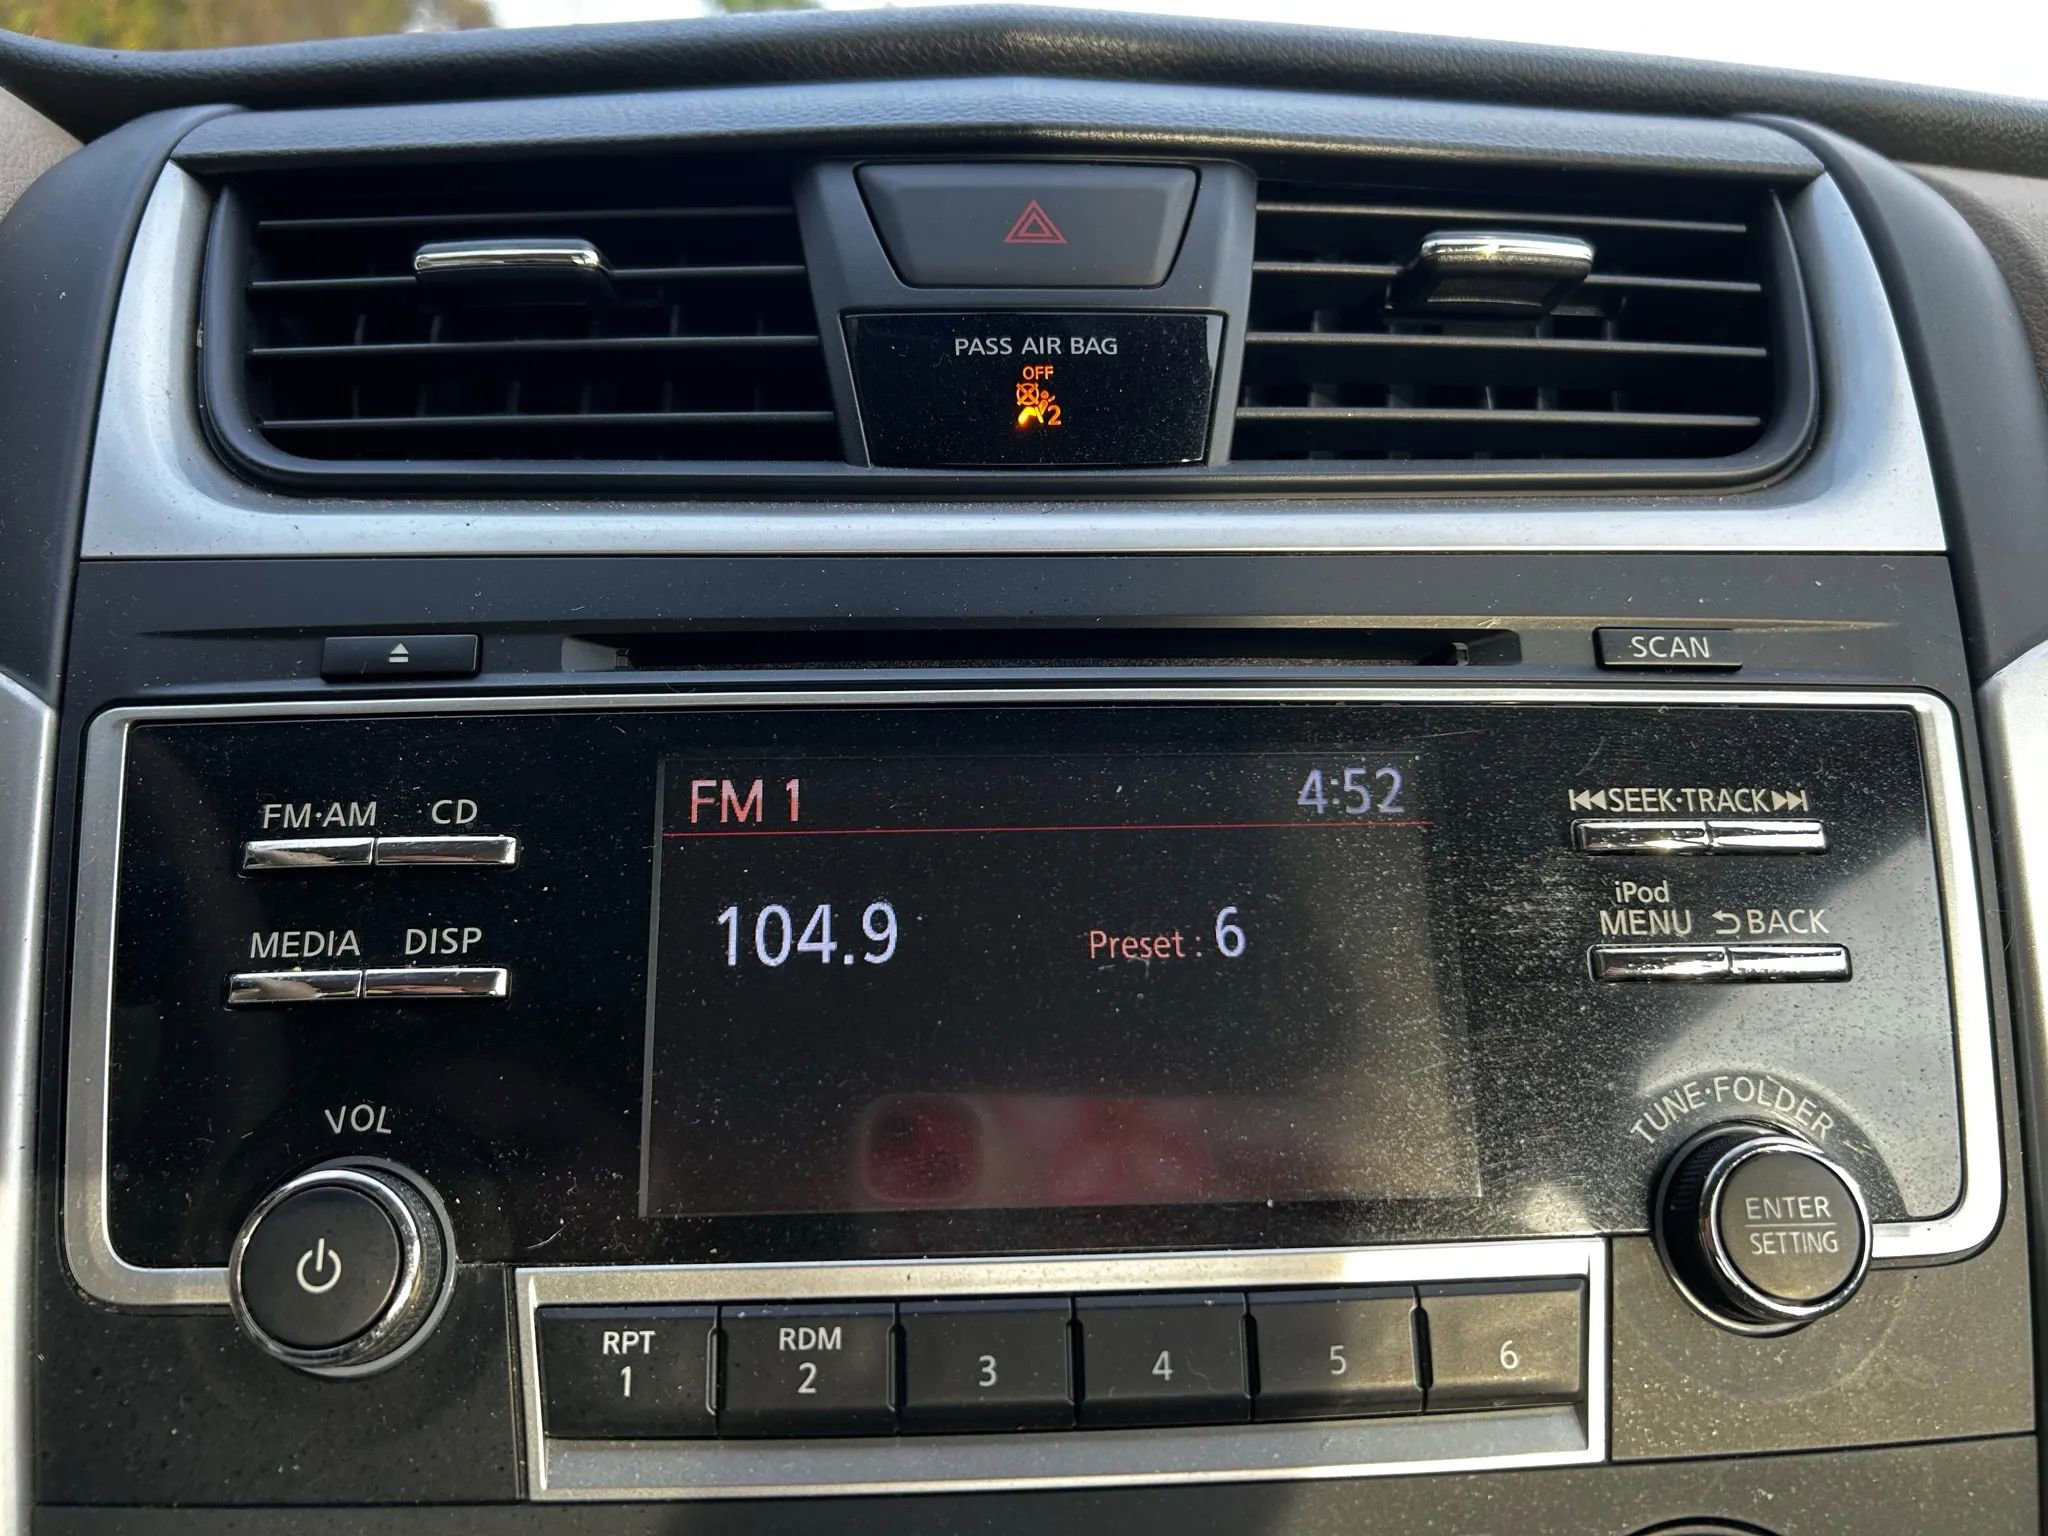 PASS AIR BAG
OFF
2
SCAN
FM·AM CD
FM 1 4:52
SEEK·TRACK
MEDIA DISP
104.9 Preset : 6
iPod
MENU BACK
VOL
TUNE·FOLDER
ENTER
SETTING
RPT
1
RDM
2
3
4
5
6